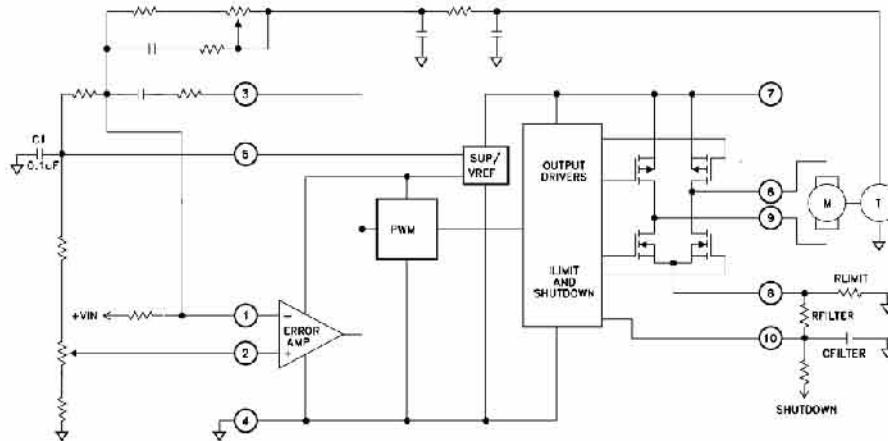 3
7
C1
0.1uF
5
SUP/
VREF
OUTPUT
DRIVERS
6
M
T
9
PWM
ILIMIT
AND
SHUTDOWN
8
RLIMIT
RFILTER
+VIN
1
−
ERROR
AMP
2
+
10
CFILTER
SHUTDOWN
4